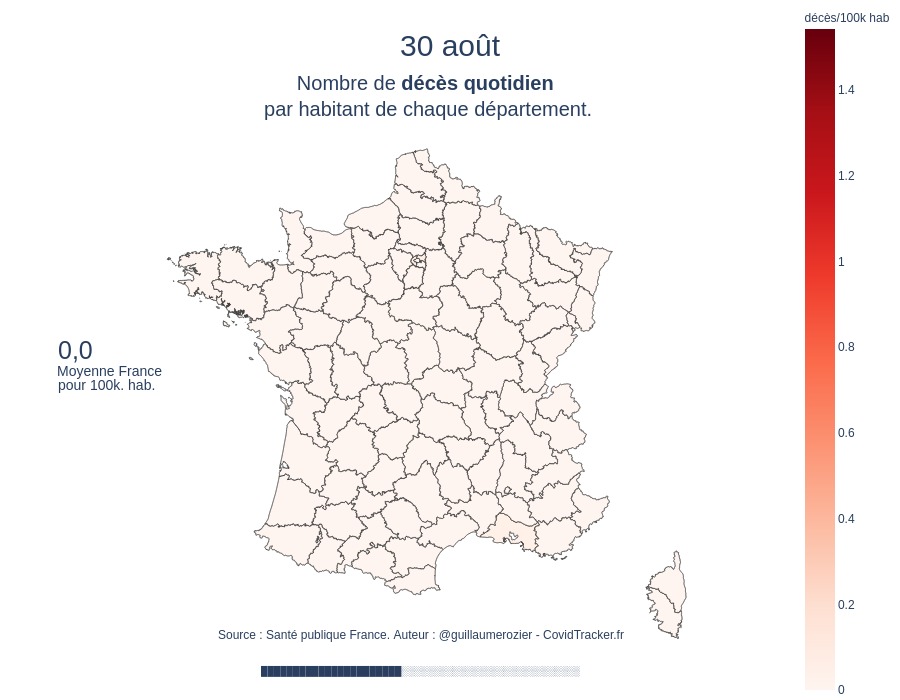 30 août
Nombre de décès quotidien
par habitant de chaque département.
décès/100k hab
1.4
1.2
1
0.8
0.6
0.4
0.2
0
0,0
Moyenne France
pour 100k. hab.
Source : Santé publique France. Auteur : @guillaumerozier - CovidTracker.fr